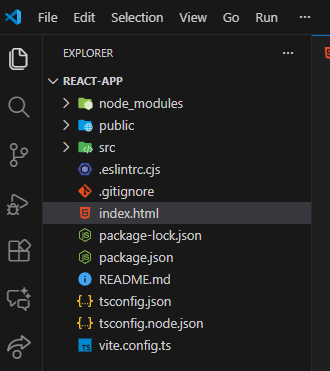 File Edit Selection View Go Run ...
EXPLORER ...
REACT-APP
node_modules
public
src
.eslintrc.cjs
.gitignore
index.html
package-lock.json
package.json
README.md
{..} tsconfig.json
{..} tsconfig.node.json
TS vite.config.ts